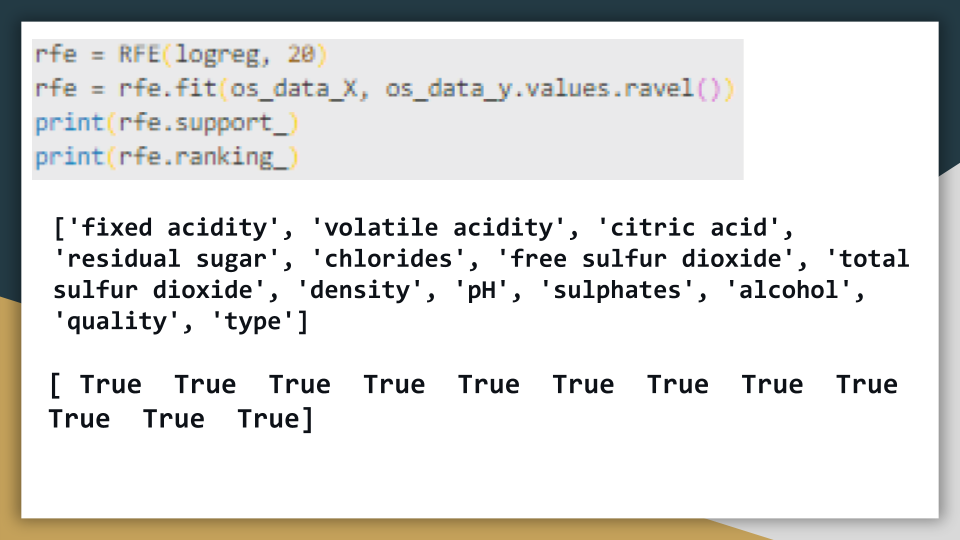 rfe = RFE(logreg, 20)
rfe = rfe.fit(os_data_X, os_data_y.values.ravel())
print(rfe.support_)
print(rfe.ranking_)
['fixed acidity', 'volatile acidity', 'citric acid',
'residual sugar', 'chlorides', 'free sulfur dioxide', 'total
sulfur dioxide', 'density', 'pH', 'sulphates', 'alcohol',
'quality', 'type']
[ True  True  True  True  True  True  True  True  True
True  True  True]